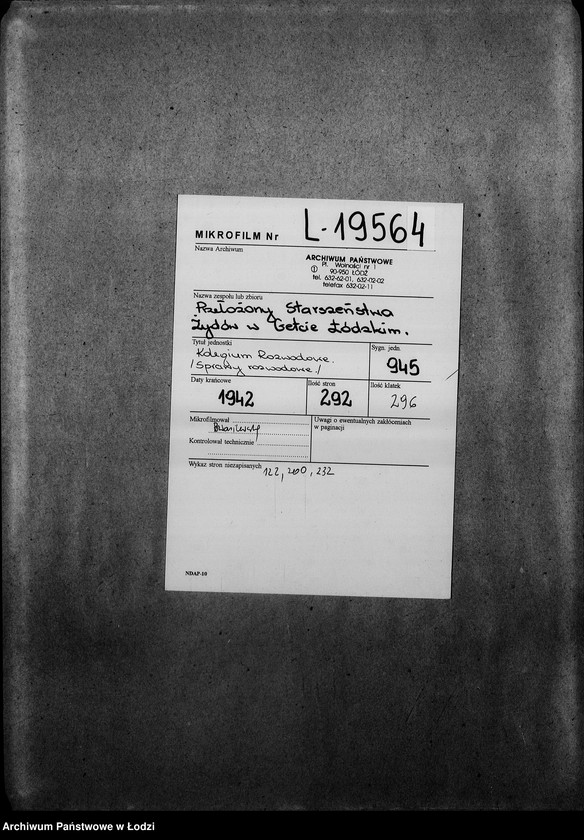 MIKROFILM Nr L-19564
Nazwa Archiwum
ARCHIWUM PAŃSTWOWE
① Pl. Wolności nr 1
90-950 ŁÓDŹ
tel. 632-62-01, 632-02-02
telefax 632-02-11
Nazwa zespołu lub zbioru
Przełożony Starszeństwa
Żydów w Getcie Łódzkim.
Tytuł jednostki
Kolegium Rozwodowe.
/Sprawy rozwodowe./
Sygn. jedn.
945
Daty krańcowe
1942
Ilość stron
292
Ilość klatek
296
Mikrofilmował
Kontrolował technicznie
Uwagi o ewentualnych zakłóceniach
w paginacji
Wykaz stron niezapisanych 122, 200, 232
NDAP-10
Archiwum Państwowe w Łodzi